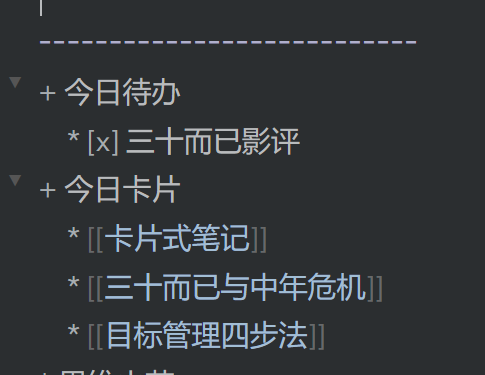 ---------------------------
+ 今日待办
* [x] 三十而已影评
+ 今日卡片
* [[卡片式笔记]]
* [[三十而已与中年危机]]
* [[目标管理四步法]]